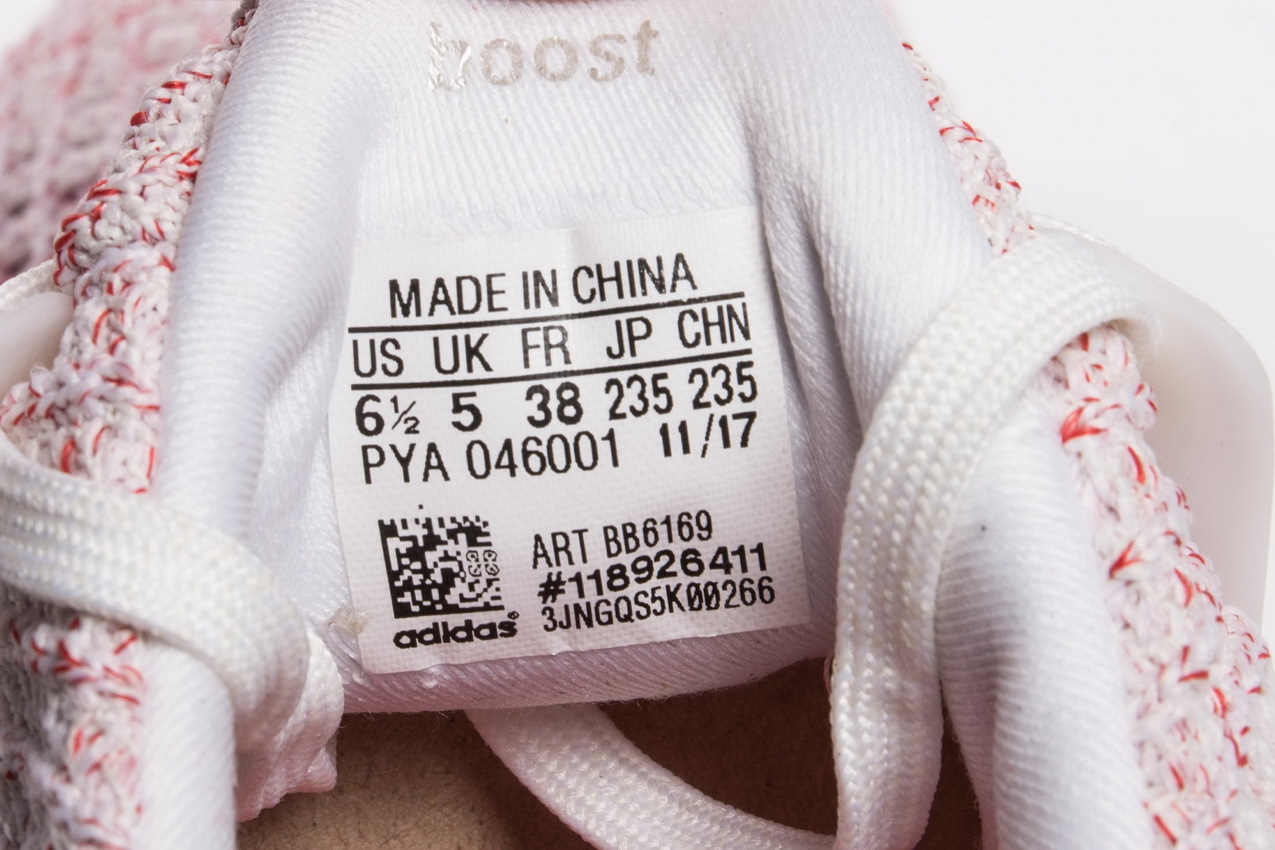 boost
MADE IN CHINA
US UK FR JP CHN
6½ 5 38 235 235
PYA 046001 11/17
ART BB6169
#118926411
3JNGQS5K00266
adidas®